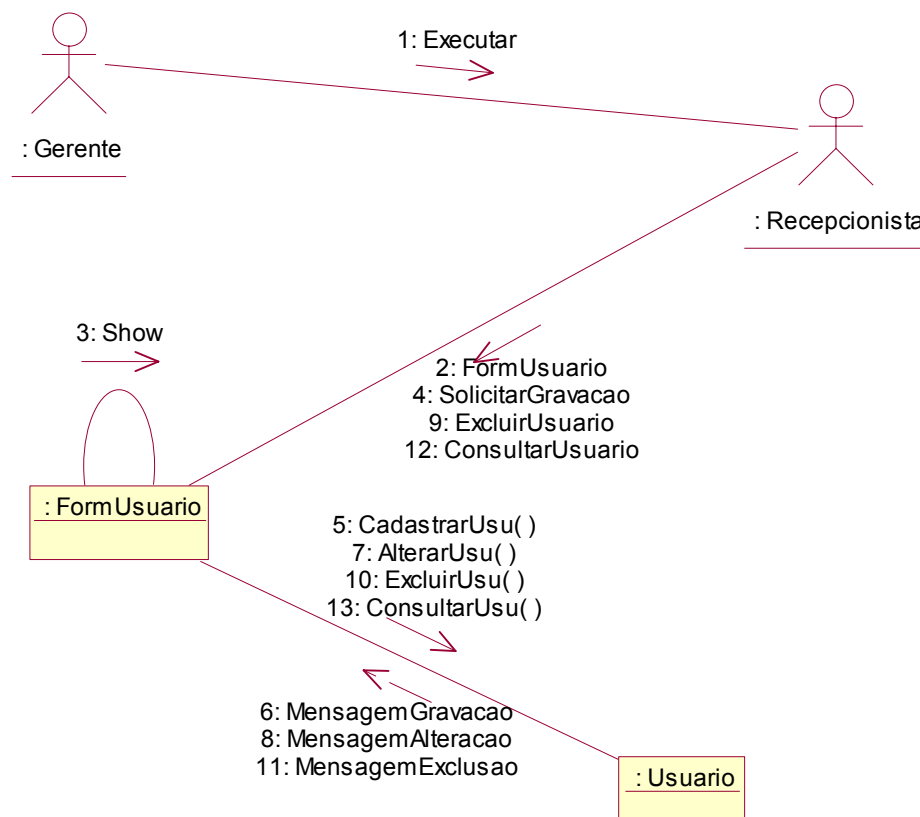 1: Executar
: Gerente
: Recepcionista
3: Show
2: FormUsuario
4: SolicitarGravacao
9: ExcluirUsuario
12: ConsultarUsuario
: FormUsuario
5: CadastrarUsu( )
7: AlterarUsu( )
10: ExcluirUsu( )
13: ConsultarUsu( )
6: MensagemGravacao
8: MensagemAlteracao
11: MensagemExclusao
: Usuario